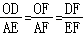 OD/AE = OF/AF = DF/EF